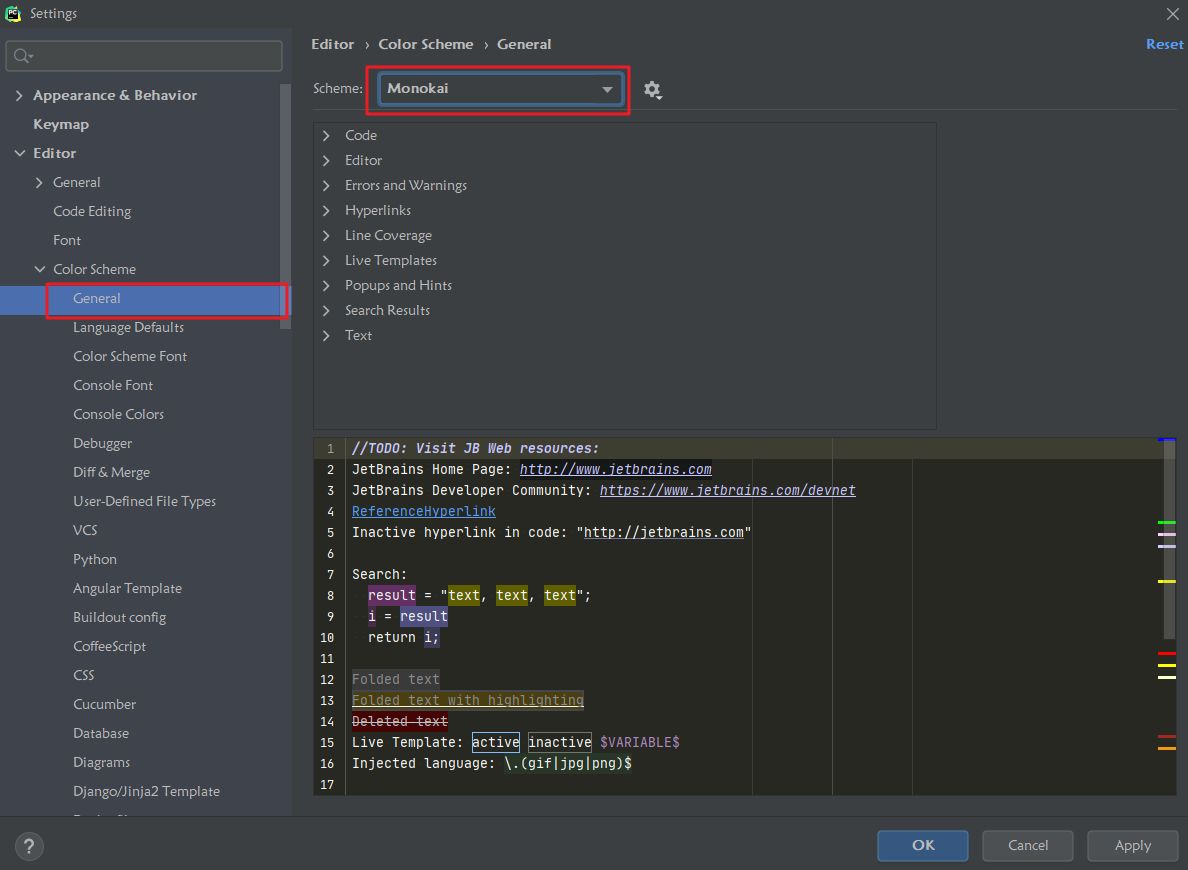 PC
Settings
Appearance & Behavior
Keymap
Editor
General
Code Editing
Font
Color Scheme
General
Language Defaults
Color Scheme Font
Console Font
Console Colors
Debugger
Diff & Merge
User-Defined File Types
VCS
Python
Angular Template
Buildout config
CoffeeScript
CSS
Cucumber
Database
Diagrams
Django/Jinja2 Template
Editor › Color Scheme › General
Reset
Scheme: Monokai
Code
Editor
Errors and Warnings
Hyperlinks
Line Coverage
Live Templates
Popups and Hints
Search Results
Text
1 //TODO: Visit JB Web resources:
2 JetBrains Home Page: http://www.jetbrains.com
3 JetBrains Developer Community: https://www.jetbrains.com/devnet
4 ReferenceHyperlink
5 Inactive hyperlink in code: "http://jetbrains.com"
6
7 Search:
8 result = "text, text, text";
9 i = result
10 return i;
11
12 Folded text
13 Folded text with highlighting
14 Deleted text
15 Live Template: active inactive $VARIABLE$
16 Injected language: \.(gif|jpg|png)$
17
?
OK
Cancel
Apply